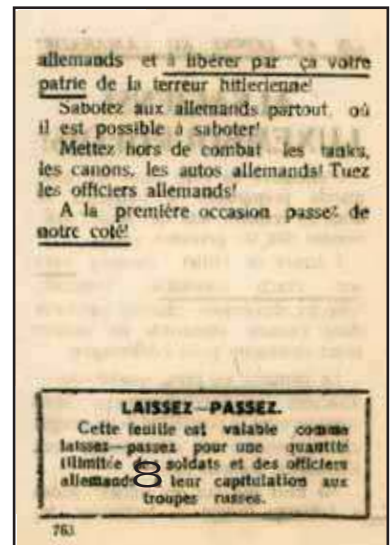 allemands et à libérer par ça votre
patrie de la terreur hitlerienne!
Sabotez aux allemands partout, où
il est possible à saboter!
Mettez hors de combat les tanks,
les canons, les autos allemands! Tuez
les officiers allemands!
A la première occasion passez de
notre coté!
LAISSEZ—PASSEZ.
Cette feuille est valable comme
laissez-passez pour une quantité
illimitée de soldats et des officiers
allemands leur capitulation aux
troupes russes.
8
763